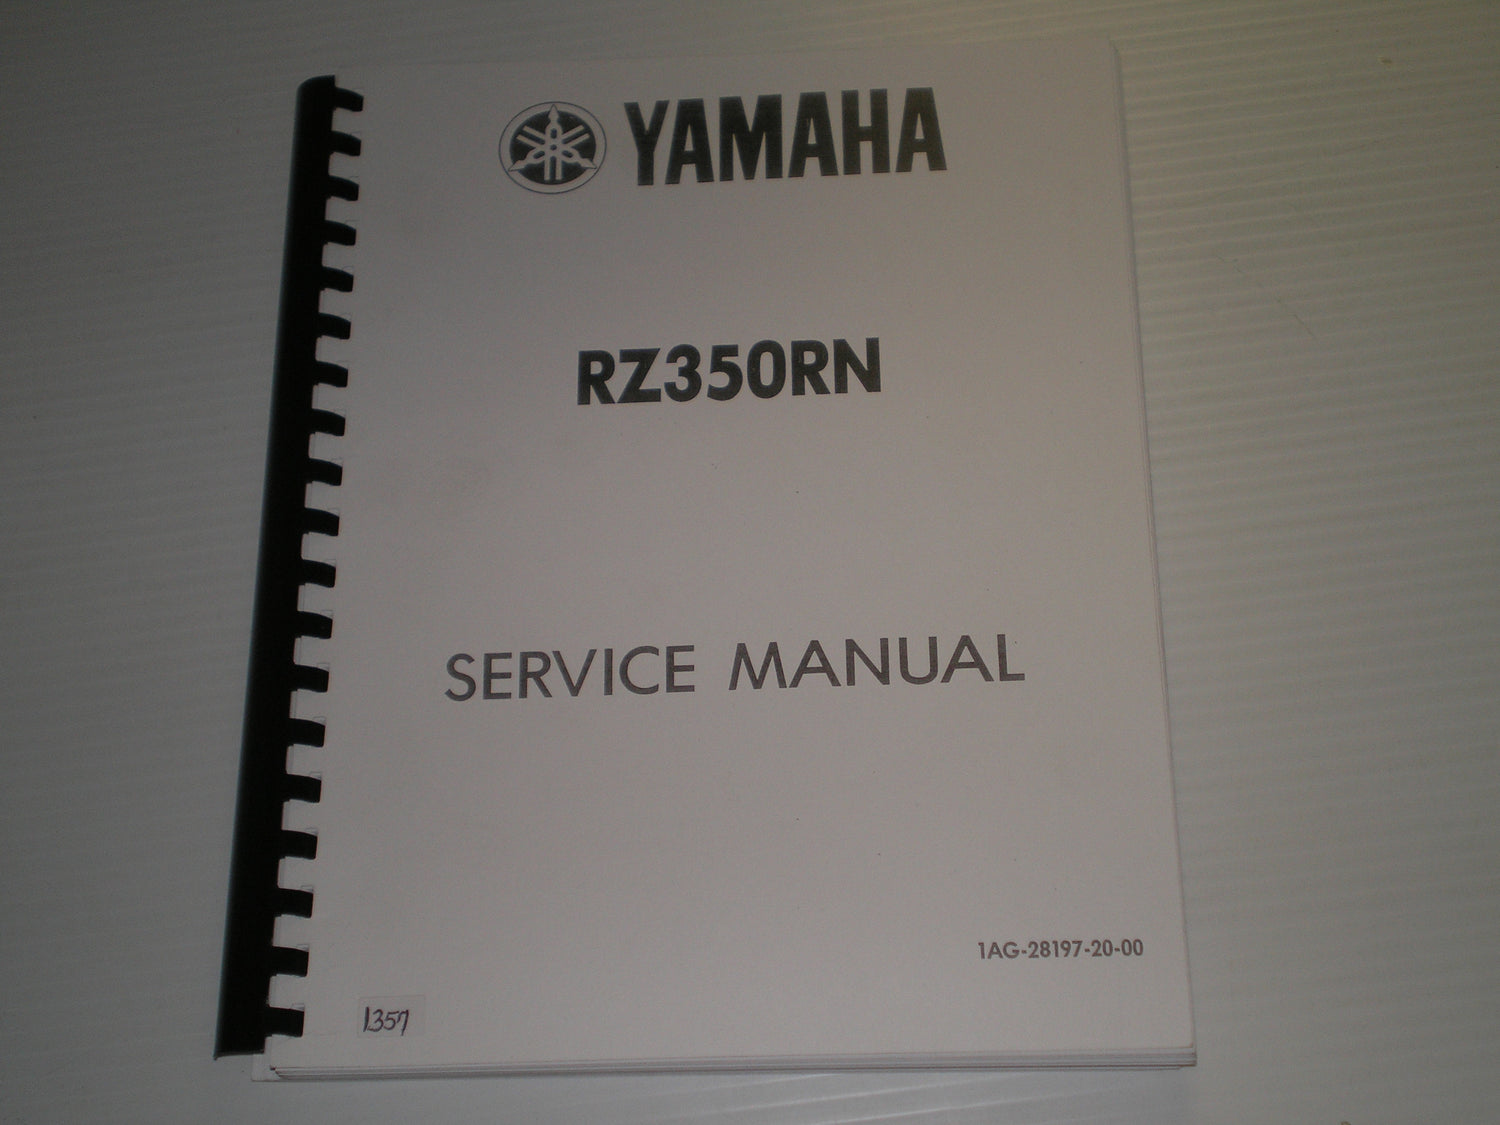 YAMAHA
RZ350RN
SERVICE MANUAL
1AG-28197-20-00
1357